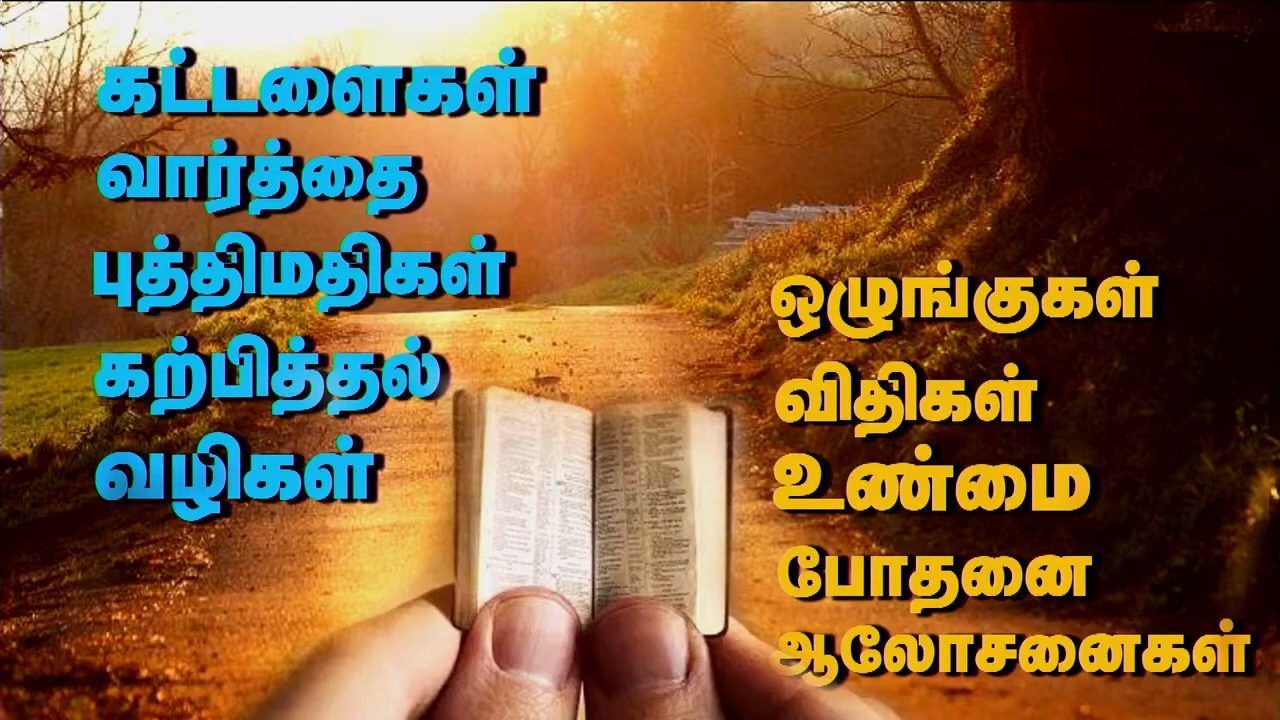 கட்டளைகள்
வார்த்தை
புத்திமதிகள்
கற்பித்தல்
வழிகள்
ஒழுங்குகள்
விதிகள்
உண்மை
போதனை
ஆலோசனைகள்